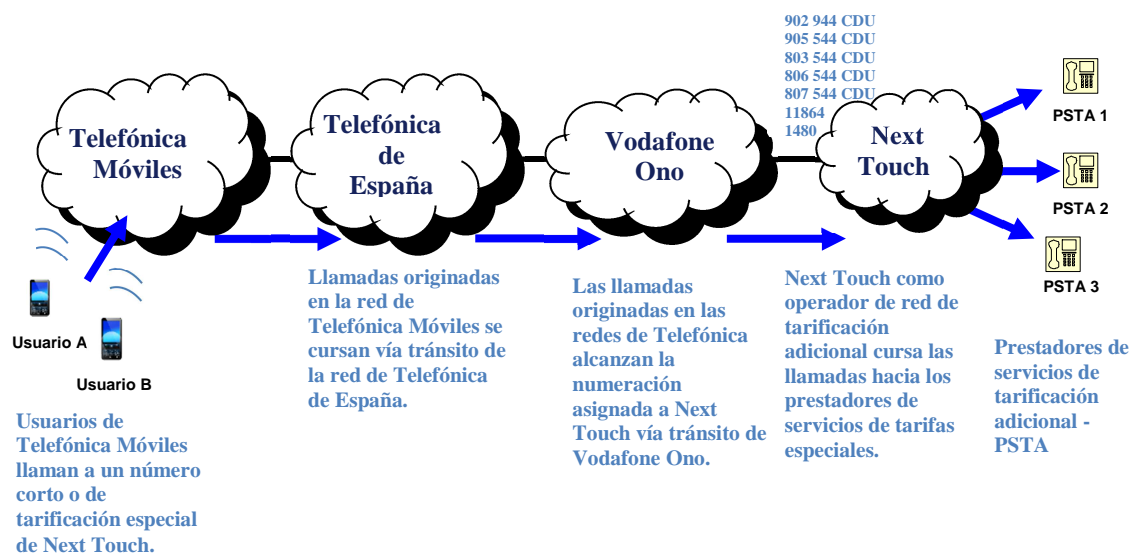 902 944 CDU
905 544 CDU
803 544 CDU
806 544 CDU
807 544 CDU
11864
1480
Telefónica
Móviles
Telefónica
de
España
Vodafone
Ono
Next
Touch
PSTA 1
PSTA 2
PSTA 3
Usuario A
Usuario B
Usuarios de
Telefónica Móviles
llaman a un número
corto o de
tarificación especial
de Next Touch.
Llamadas originadas
en la red de
Telefónica Móviles se
cursan vía tránsito de
la red de Telefónica
de España.
Las llamadas
originadas en las
redes de Telefónica
alcanzan la
numeración
asignada a Next
Touch vía tránsito de
Vodafone Ono.
Next Touch como
operador de red de
tarificación
adicional cursa las
llamadas hacia los
prestadores de
servicios de tarifas
especiales.
Prestadores de
servicios de
tarificación
adicional -
PSTA